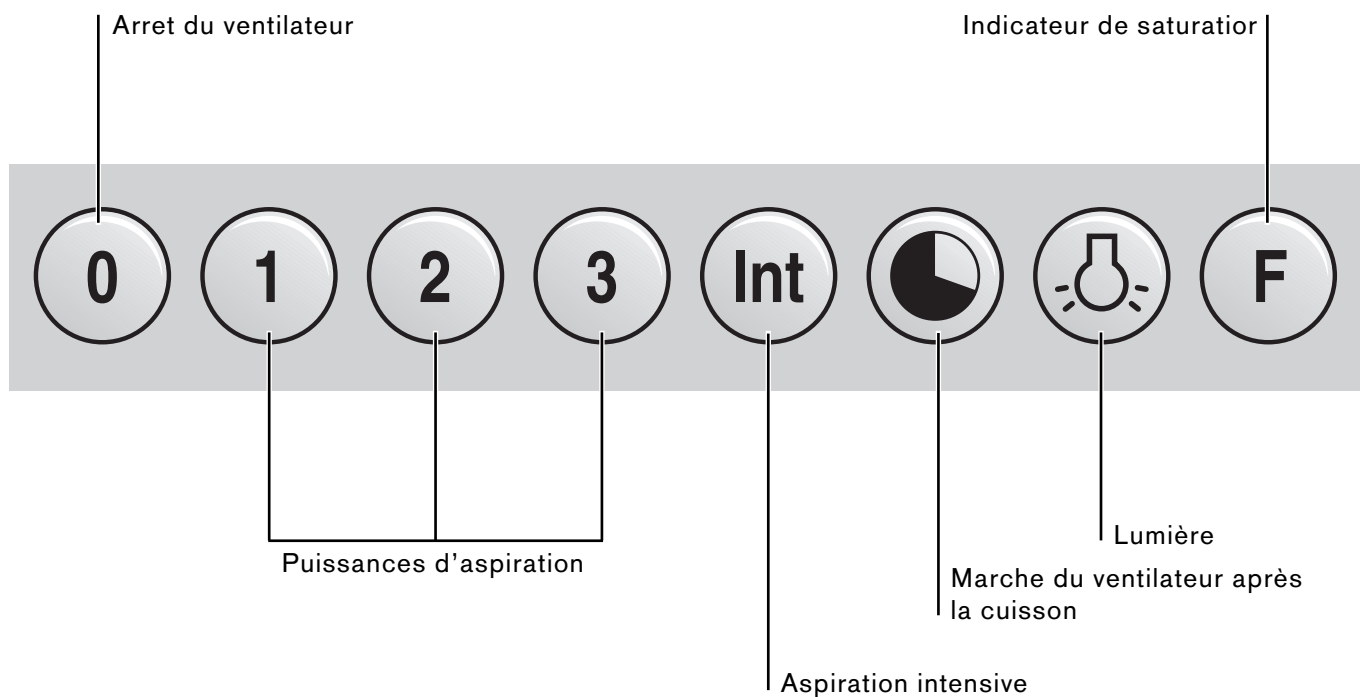 Arret du ventilateur
Indicateur de saturatior
0 1 2 3 Int F
Puissances d'aspiration
Lumière
Marche du ventilateur après
la cuisson
Aspiration intensive